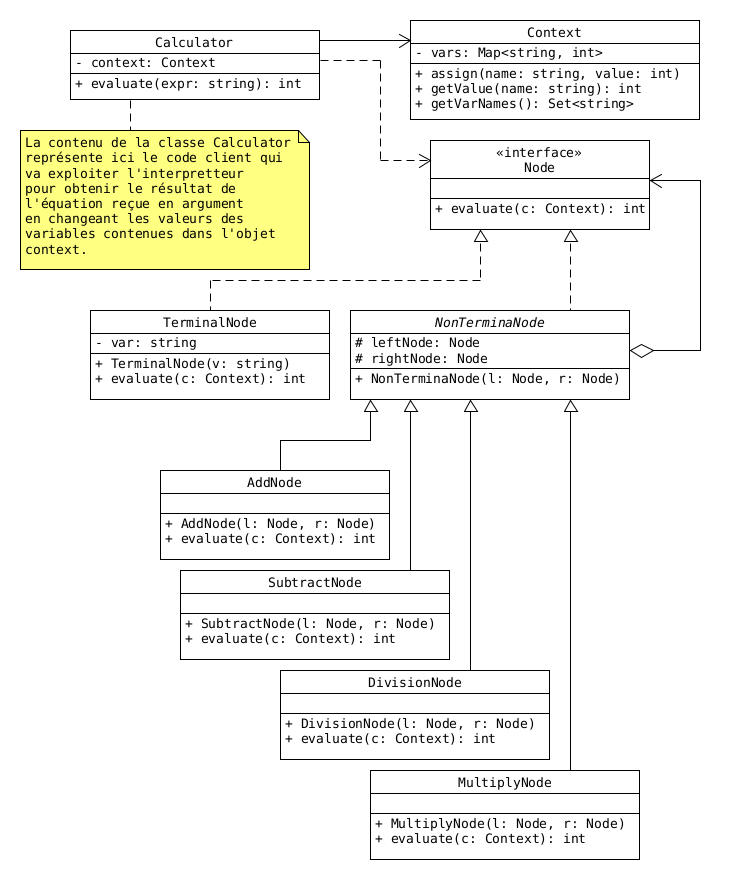 Calculator
- context: Context
+ evaluate(expr: string): int
Context
- vars: Map<string, int>
+ assign(name: string, value: int)
+ getValue(name: string): int
+ getVarNames(): Set<string>
La contenu de la classe Calculator
représente ici le code client qui
va exploiter l'interpretteur
pour obtenir le résultat de
l'équation reçue en argument
en changeant les valeurs des
variables contenues dans l'objet
context.
«interface»
Node
+ evaluate(c: Context): int
TerminalNode
- var: string
+ TerminalNode(v: string)
+ evaluate(c: Context): int
NonTerminaNode
# leftNode: Node
# rightNode: Node
+ NonTerminaNode(l: Node, r: Node)
AddNode
+ AddNode(l: Node, r: Node)
+ evaluate(c: Context): int
SubtractNode
+ SubtractNode(l: Node, r: Node)
+ evaluate(c: Context): int
DivisionNode
+ DivisionNode(l: Node, r: Node)
+ evaluate(c: Context): int
MultiplyNode
+ MultiplyNode(l: Node, r: Node)
+ evaluate(c: Context): int